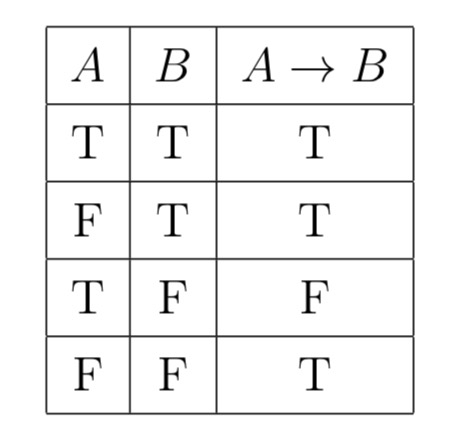 A B A → B
T T T
F T T
T F F
F F T